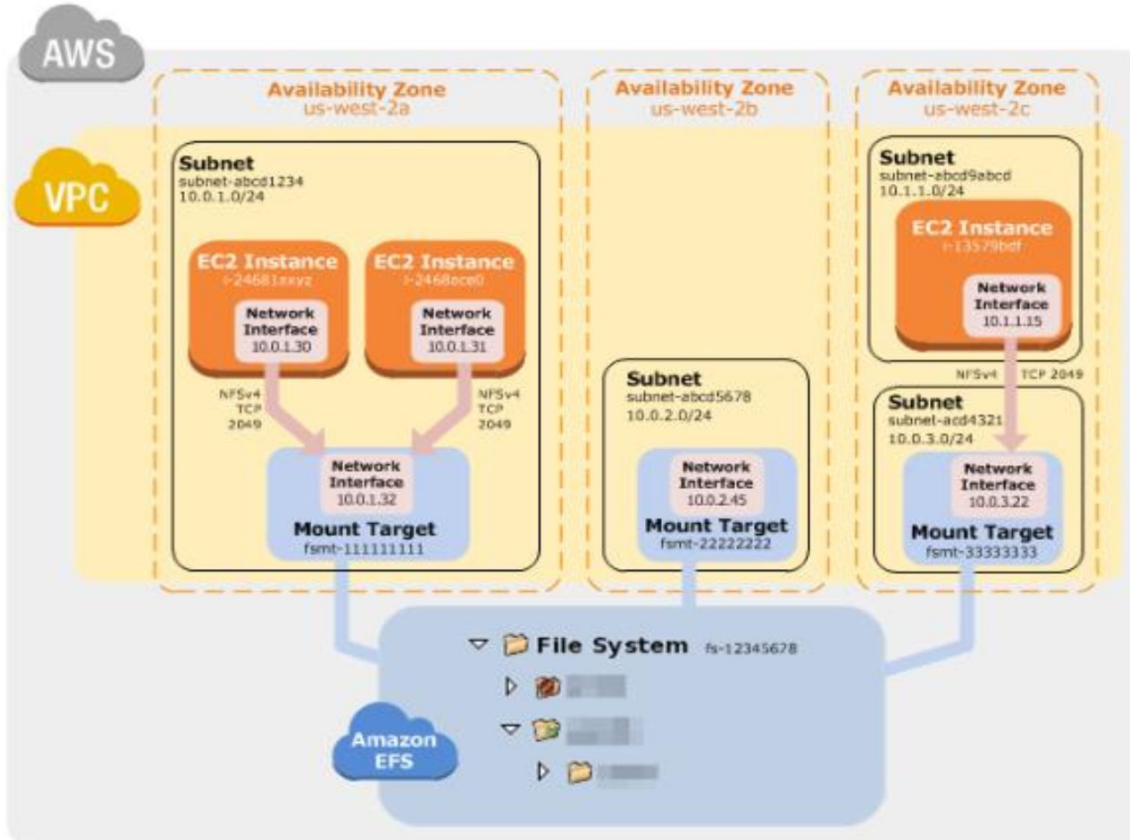 AWS
VPC
Availability Zone
us-west-2a
Subnet
subnet-abcd1234
10.0.1.0/24
EC2 Instance
EC2 Instance
i-2468ace0
Network
Interface
10.0.1.30
Network
Interface
10.0.1.31
NFSv4
TCP
2049
NFSv4
TCP
2049
Network
Interface
10.0.1.32
Mount Target
fsmt-111111111
Availability Zone
us-west-2b
Subnet
subnet-abcd5678
10.0.2.0/24
Network
Interface
10.0.2.45
Mount Target
fsmt-22222222
Availability Zone
us-west-2c
Subnet
subnet-abcd9abcd
10.1.1.0/24
EC2 Instance
i-13579bdf
Network
Interface
10.1.1.15
NFSv4 TCP 2049
Subnet
subnet-acd4321
10.0.3.0/24
Network
Interface
10.0.3.22
Mount Target
fsmt-33333333
File System fs-12345678
Amazon
EFS